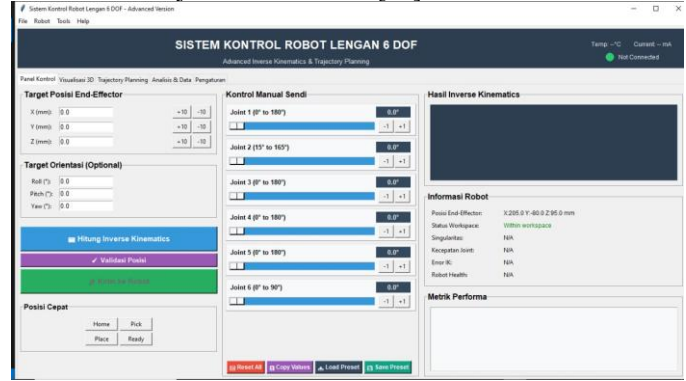 Sistem Kontrol Robot Lengan 6 DOF - Advanced Version
File Robot Tools Help
SISTEM KONTROL ROBOT LENGAN 6 DOF
Advanced Inverse Kinematics & Trajectory Planning
Temp: --°C Current: -- mA
Not Connected
Panel Kontrol Visualisasi 3D Trajectory Planning Analisis & Data Pengaturan
Target Posisi End-Effector
X (mm): 0.0 +10 -10
Y (mm): 0.0 +10 -10
Z (mm): 0.0 +10 -10
Target Orientasi (Optional)
Roll (°): 0.0
Pitch (°): 0.0
Yaw (°): 0.0
Hitung Inverse Kinematics
✓ Validasi Posisi
Posisi Cepat
Home Pick
Place Ready
Kontrol Manual Sendi
Joint 1 (0° to 180°) 0.0°
-1 +1
Joint 2 (15° to 165°) 0.0°
-1 +1
Joint 3 (0° to 180°) 0.0°
-1 +1
Joint 4 (0° to 180°) 0.0°
-1 +1
Joint 5 (0° to 180°) 0.0°
-1 +1
Joint 6 (0° to 90°) 0.0°
-1 +1
Reset All Copy Values Load Preset Save Preset
Hasil Inverse Kinematics
Informasi Robot
Posisi End-Effector: X:205.0 Y:-80.0 Z:95.0 mm
Status Workspace: Within workspace
Singularitas: N/A
Kecepatan Joint: N/A
Error IK: N/A
Robot Health: N/A
Metrik Performa